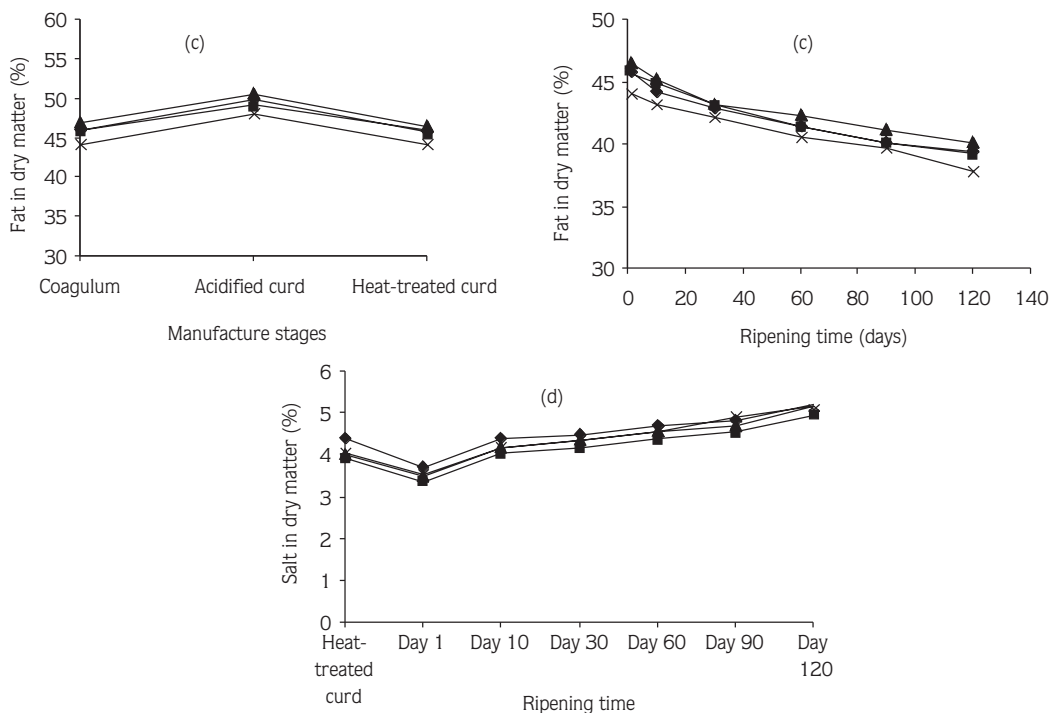 60
55
50
45
40
35
30
Fat in dry matter (%)
(c)
Coagulum Acidified curd Heat-treated curd
Manufacture stages
50
45
40
35
30
Fat in dry matter (%)
(c)
0 20 40 60 80 100 120 140
Ripening time (days)
6
5
4
3
2
1
0
Salt in dry matter (%)
(d)
Heat-
treated
curd
Day 1 Day 10 Day 30 Day 60 Day 90 Day
120
Ripening time